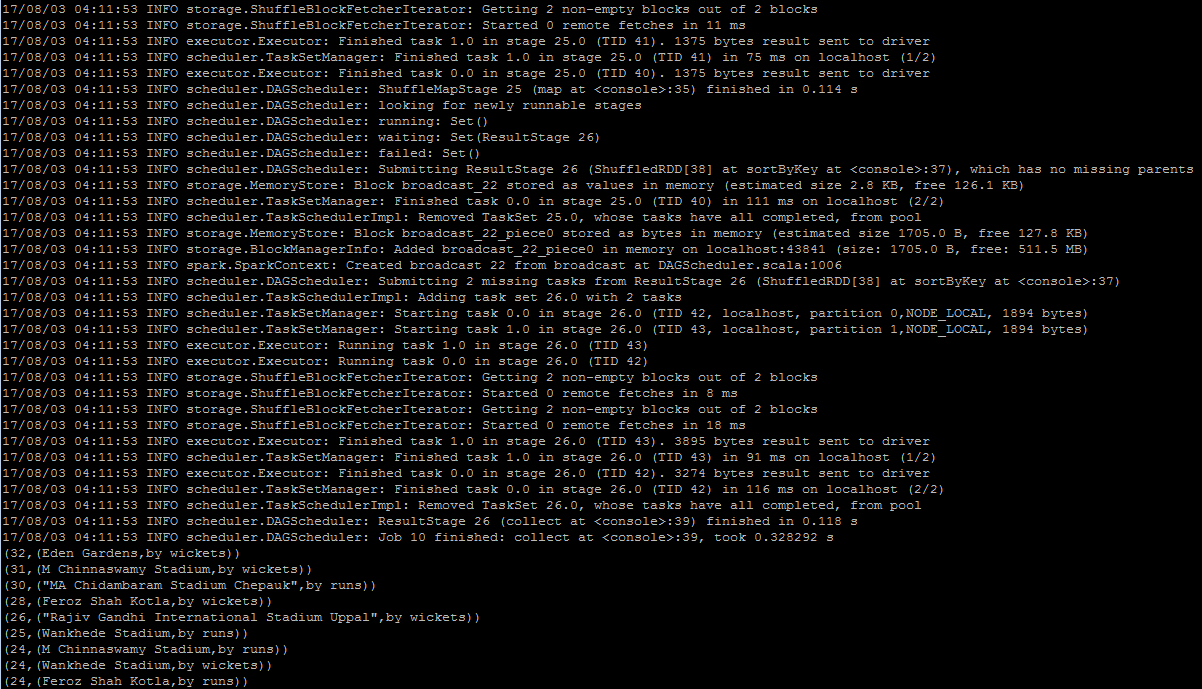 17/08/03 04:11:53 INFO storage.ShuffleBlockFetcherIterator: Getting 2 non-empty blocks out of 2 blocks
17/08/03 04:11:53 INFO storage.ShuffleBlockFetcherIterator: Started 0 remote fetches in 11 ms
17/08/03 04:11:53 INFO executor.Executor: Finished task 1.0 in stage 25.0 (TID 41). 1375 bytes result sent to driver
17/08/03 04:11:53 INFO scheduler.TaskSetManager: Finished task 1.0 in stage 25.0 (TID 41) in 75 ms on localhost (1/2)
17/08/03 04:11:53 INFO executor.Executor: Finished task 0.0 in stage 25.0 (TID 40). 1375 bytes result sent to driver
17/08/03 04:11:53 INFO scheduler.DAGScheduler: ShuffleMapStage 25 (map at <console>:35) finished in 0.114 s
17/08/03 04:11:53 INFO scheduler.DAGScheduler: looking for newly runnable stages
17/08/03 04:11:53 INFO scheduler.DAGScheduler: running: Set()
17/08/03 04:11:53 INFO scheduler.DAGScheduler: waiting: Set(ResultStage 26)
17/08/03 04:11:53 INFO scheduler.DAGScheduler: failed: Set()
17/08/03 04:11:53 INFO scheduler.DAGScheduler: Submitting ResultStage 26 (ShuffledRDD[38] at sortByKey at <console>:37), which has no missing parents
17/08/03 04:11:53 INFO storage.MemoryStore: Block broadcast_22 stored as values in memory (estimated size 2.8 KB, free 126.1 KB)
17/08/03 04:11:53 INFO scheduler.TaskSetManager: Finished task 0.0 in stage 25.0 (TID 40) in 111 ms on localhost (2/2)
17/08/03 04:11:53 INFO scheduler.TaskSchedulerImpl: Removed TaskSet 25.0, whose tasks have all completed, from pool
17/08/03 04:11:53 INFO storage.MemoryStore: Block broadcast_22_piece0 stored as bytes in memory (estimated size 1705.0 B, free 127.8 KB)
17/08/03 04:11:53 INFO storage.BlockManagerInfo: Added broadcast_22_piece0 in memory on localhost:43841 (size: 1705.0 B, free: 511.5 MB)
17/08/03 04:11:53 INFO spark.SparkContext: Created broadcast 22 from broadcast at DAGScheduler.scala:1006
17/08/03 04:11:53 INFO scheduler.DAGScheduler: Submitting 2 missing tasks from ResultStage 26 (ShuffledRDD[38] at sortByKey at <console>:37)
17/08/03 04:11:53 INFO scheduler.TaskSchedulerImpl: Adding task set 26.0 with 2 tasks
17/08/03 04:11:53 INFO scheduler.TaskSetManager: Starting task 0.0 in stage 26.0 (TID 42, localhost, partition 0,NODE_LOCAL, 1894 bytes)
17/08/03 04:11:53 INFO scheduler.TaskSetManager: Starting task 1.0 in stage 26.0 (TID 43, localhost, partition 1,NODE_LOCAL, 1894 bytes)
17/08/03 04:11:53 INFO executor.Executor: Running task 1.0 in stage 26.0 (TID 43)
17/08/03 04:11:53 INFO executor.Executor: Running task 0.0 in stage 26.0 (TID 42)
17/08/03 04:11:53 INFO storage.ShuffleBlockFetcherIterator: Getting 2 non-empty blocks out of 2 blocks
17/08/03 04:11:53 INFO storage.ShuffleBlockFetcherIterator: Started 0 remote fetches in 8 ms
17/08/03 04:11:53 INFO storage.ShuffleBlockFetcherIterator: Getting 2 non-empty blocks out of 2 blocks
17/08/03 04:11:53 INFO storage.ShuffleBlockFetcherIterator: Started 0 remote fetches in 18 ms
17/08/03 04:11:53 INFO executor.Executor: Finished task 1.0 in stage 26.0 (TID 43). 3895 bytes result sent to driver
17/08/03 04:11:53 INFO scheduler.TaskSetManager: Finished task 1.0 in stage 26.0 (TID 43) in 91 ms on localhost (1/2)
17/08/03 04:11:53 INFO executor.Executor: Finished task 0.0 in stage 26.0 (TID 42). 3274 bytes result sent to driver
17/08/03 04:11:53 INFO scheduler.TaskSetManager: Finished task 0.0 in stage 26.0 (TID 42) in 116 ms on localhost (2/2)
17/08/03 04:11:53 INFO scheduler.TaskSchedulerImpl: Removed TaskSet 26.0, whose tasks have all completed, from pool
17/08/03 04:11:53 INFO scheduler.DAGScheduler: ResultStage 26 (collect at <console>:39) finished in 0.118 s
17/08/03 04:11:53 INFO scheduler.DAGScheduler: Job 10 finished: collect at <console>:39, took 0.328292 s
(32,(Eden Gardens,by wickets))
(31,(M Chinnaswamy Stadium,by wickets))
(30,("MA Chidambaram Stadium Chepauk",by runs))
(28,(Feroz Shah Kotla,by wickets))
(26,("Rajiv Gandhi International Stadium Uppal",by wickets))
(25,(Wankhede Stadium,by runs))
(24,(M Chinnaswamy Stadium,by runs))
(24,(Wankhede Stadium,by wickets))
(24,(Feroz Shah Kotla,by runs))